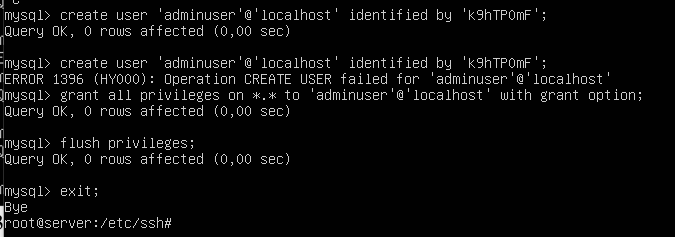 mysql> create user 'adminuser'@'localhost' identified by 'k9hTPOmF';
Query OK, 0 rows affected (0,00 sec)
mysql> create user 'adminuser'@'localhost' identified by 'k9hTPOmF';
ERROR 1396 (HY000): Operation CREATE USER failed for 'adminuser'@'localhost'
mysql> grant all privileges on *.* to 'adminuser'@'localhost' with grant option;
Query OK, 0 rows affected (0,00 sec)
mysql> flush privileges;
Query OK, 0 rows affected (0,00 sec)
mysql> exit;
Bye
root@server:/etc/ssh#